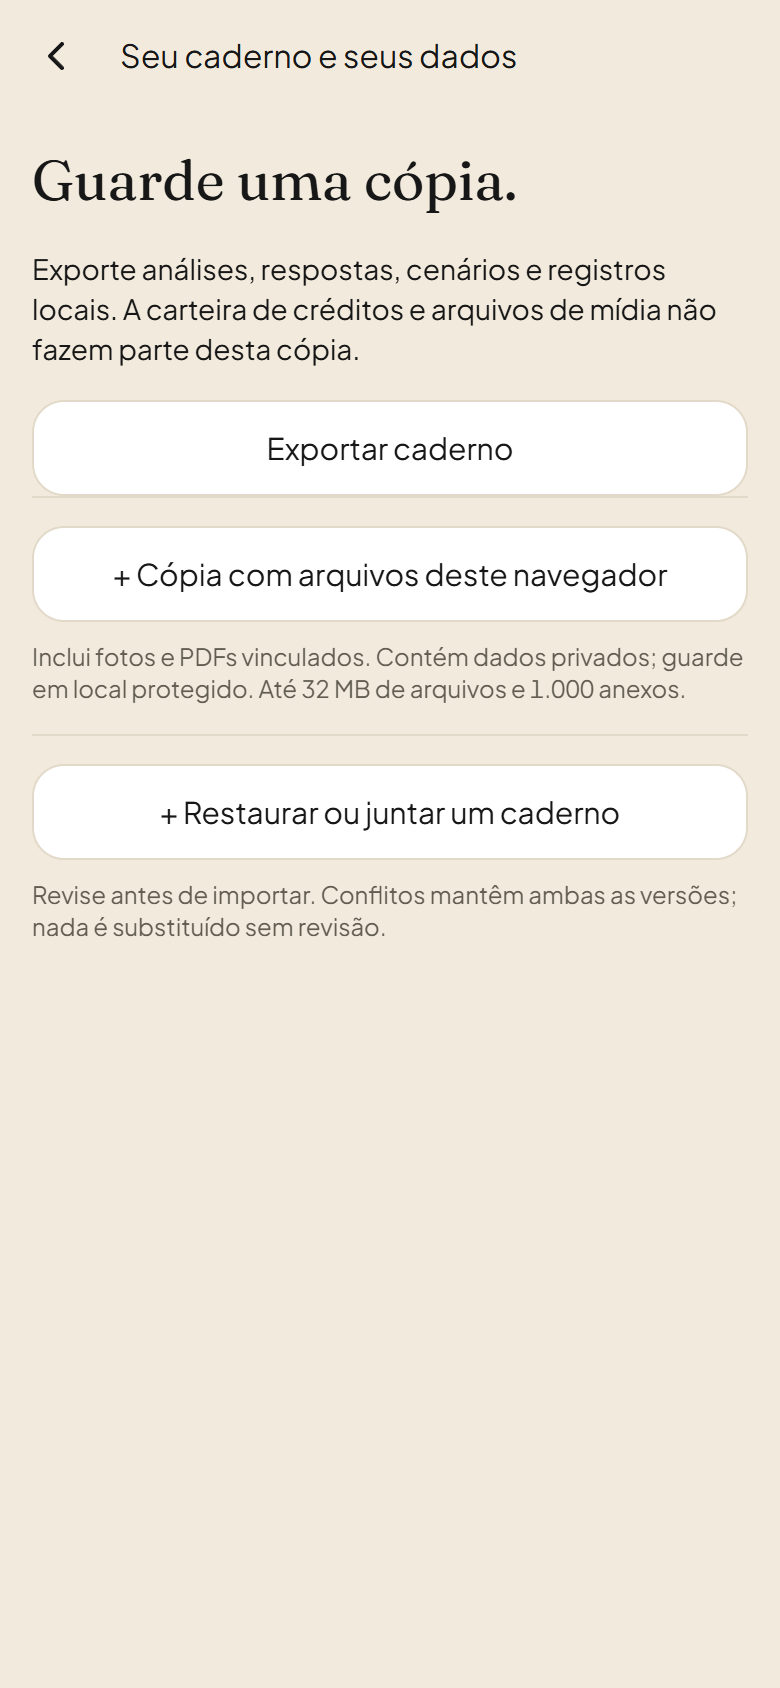 Seu caderno e seus dados
Guarde uma cópia.
Exporte análises, respostas, cenários e registros
locais. A carteira de créditos e arquivos de mídia não
fazem parte desta cópia.
Exportar caderno
+ Cópia com arquivos deste navegador
Inclui fotos e PDFs vinculados. Contém dados privados; guarde
em local protegido. Até 32 MB de arquivos e 1.000 anexos.
+ Restaurar ou juntar um caderno
Revise antes de importar. Conflitos mantêm ambas as versões;
nada é substituído sem revisão.